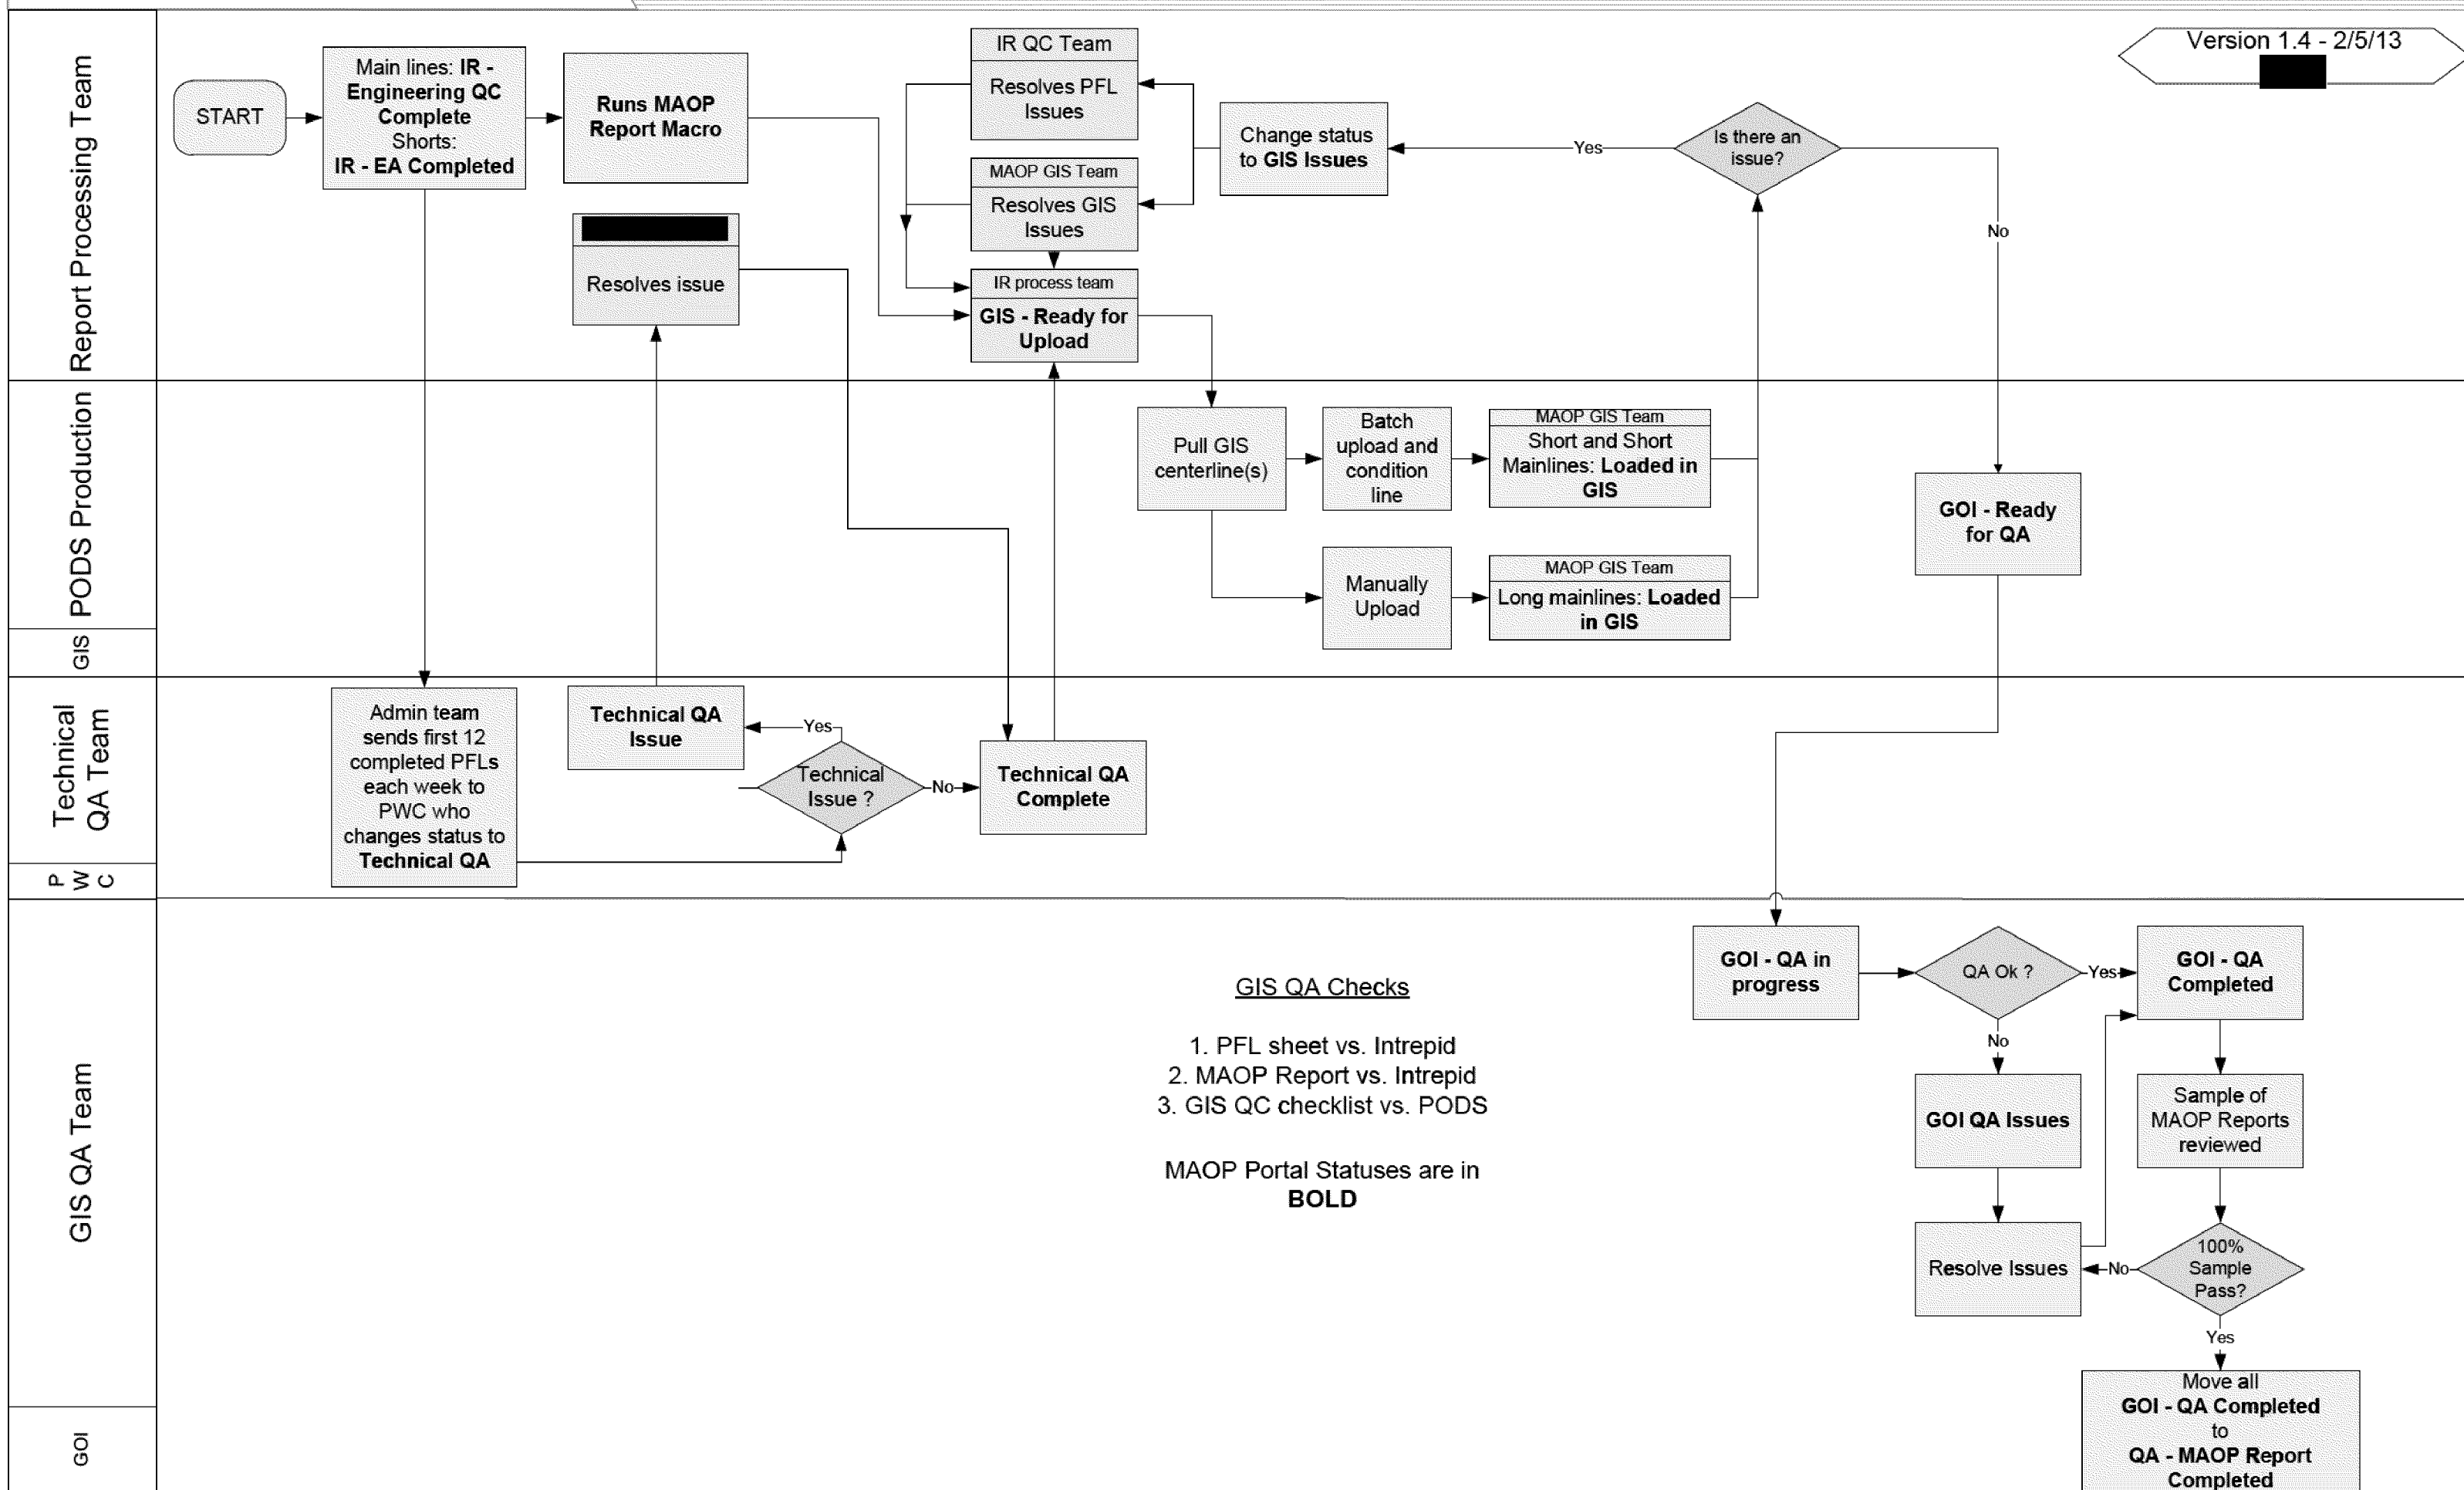 Version 1.4 - 2/5/13
Report Processing Team
START
Main lines: IR -
Engineering QC
Complete
Shorts:
IR - EA Completed
Runs MAOP
Report Macro
Resolves issue
IR QC Team
Resolves PFL
Issues
MAOP GIS Team
Resolves GIS
Issues
IR process team
GIS - Ready for
Upload
Change status
to GIS Issues
Yes
Is there an
issue?
No
PODS Production
GIS
Pull GIS
centerline(s)
Batch
upload and
condition
line
MAOP GIS Team
Short and Short
Mainlines: Loaded in
GIS
Manually
Upload
MAOP GIS Team
Long mainlines: Loaded
in GIS
GOI - Ready
for QA
Technical
QA Team
P
W
C
Admin team
sends first 12
completed PFLs
each week to
PWC who
changes status to
Technical QA
Technical QA
Issue
Yes
Technical
Issue ?
No
Technical QA
Complete
GIS QA Team
GOI
GIS QA Checks
1. PFL sheet vs. Intrepid
2. MAOP Report vs. Intrepid
3. GIS QC checklist vs. PODS
MAOP Portal Statuses are in
BOLD
GOI - QA in
progress
QA Ok ?
Yes
GOI - QA
Completed
No
GOI QA Issues
Sample of
MAOP Reports
reviewed
Resolve Issues
No
100%
Sample
Pass?
Yes
Move all
GOI - QA Completed
to
QA - MAOP Report
Completed